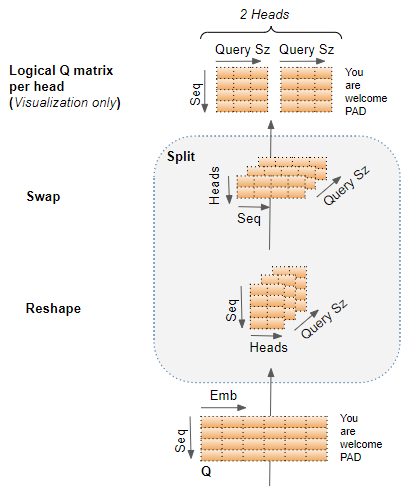 2 Heads
Query Sz Query Sz
Logical Q matrix
per head
(Visualization only)
Seq
You
are
welcome
PAD
Split
Swap
Heads
Query Sz
Seq
Reshape
Seq
Query Sz
Heads
Emb
Seq
You
are
welcome
PAD
Q